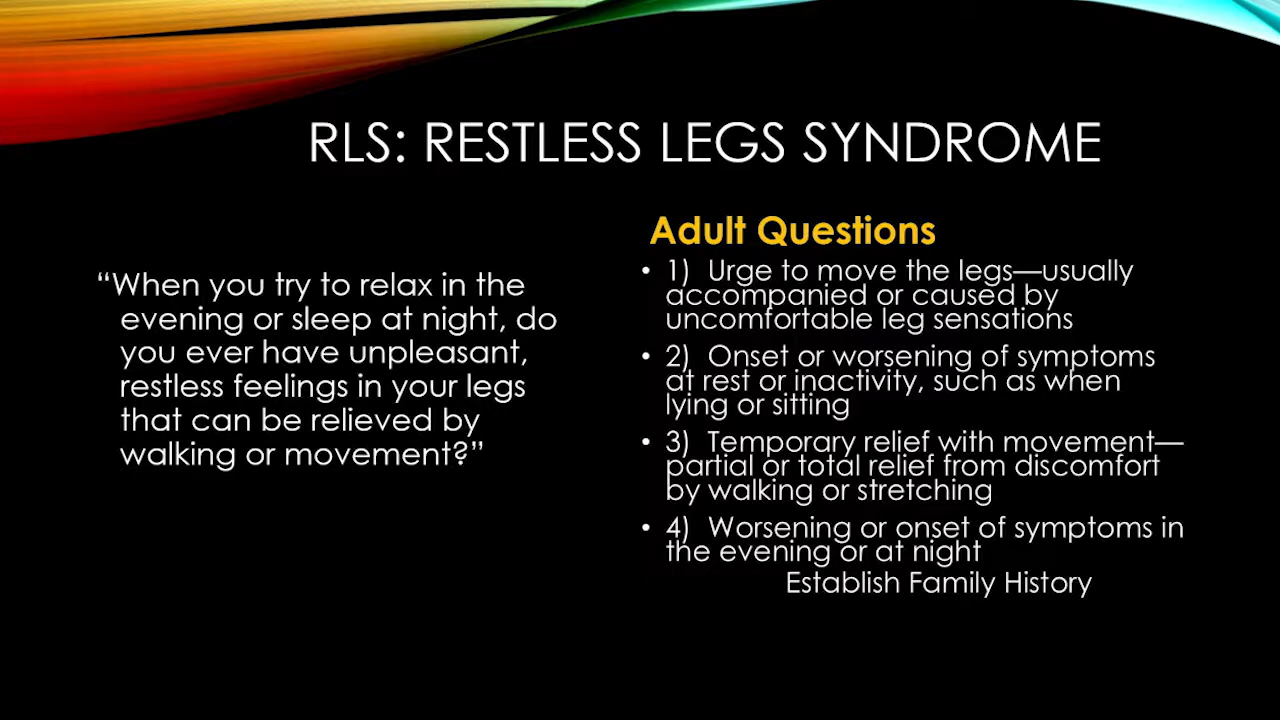 RLS: RESTLESS LEGS SYNDROME
“When you try to relax in the
evening or sleep at night, do
you ever have unpleasant,
restless feelings in your legs
that can be relieved by
walking or movement?”
Adult Questions
• 1) Urge to move the legs—usually
accompanied or caused by
uncomfortable leg sensations
• 2) Onset or worsening of symptoms
at rest or inactivity, such as when
lying or sitting
• 3) Temporary relief with movement—
partial or total relief from discomfort
by walking or stretching
• 4) Worsening or onset of symptoms in
the evening or at night
Establish Family History